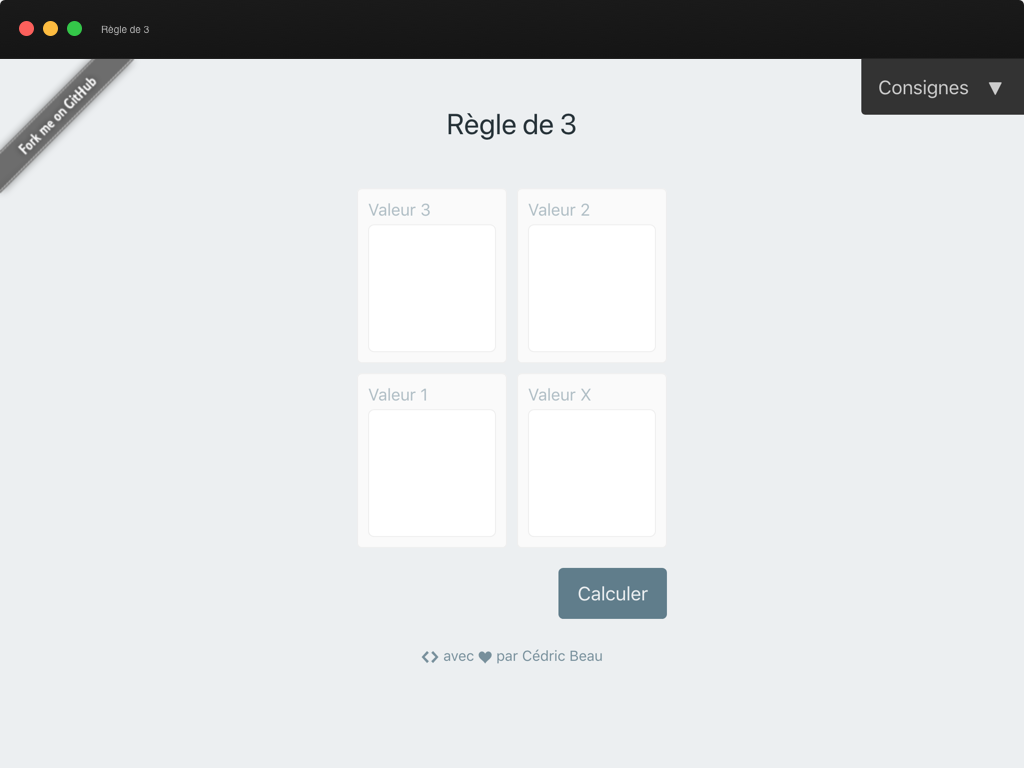 Règle de 3
Fork me on GitHub
Consignes ▼
Règle de 3
Valeur 3
Valeur 2
Valeur 1
Valeur X
Calculer
<> avec ♥ par Cédric Beau